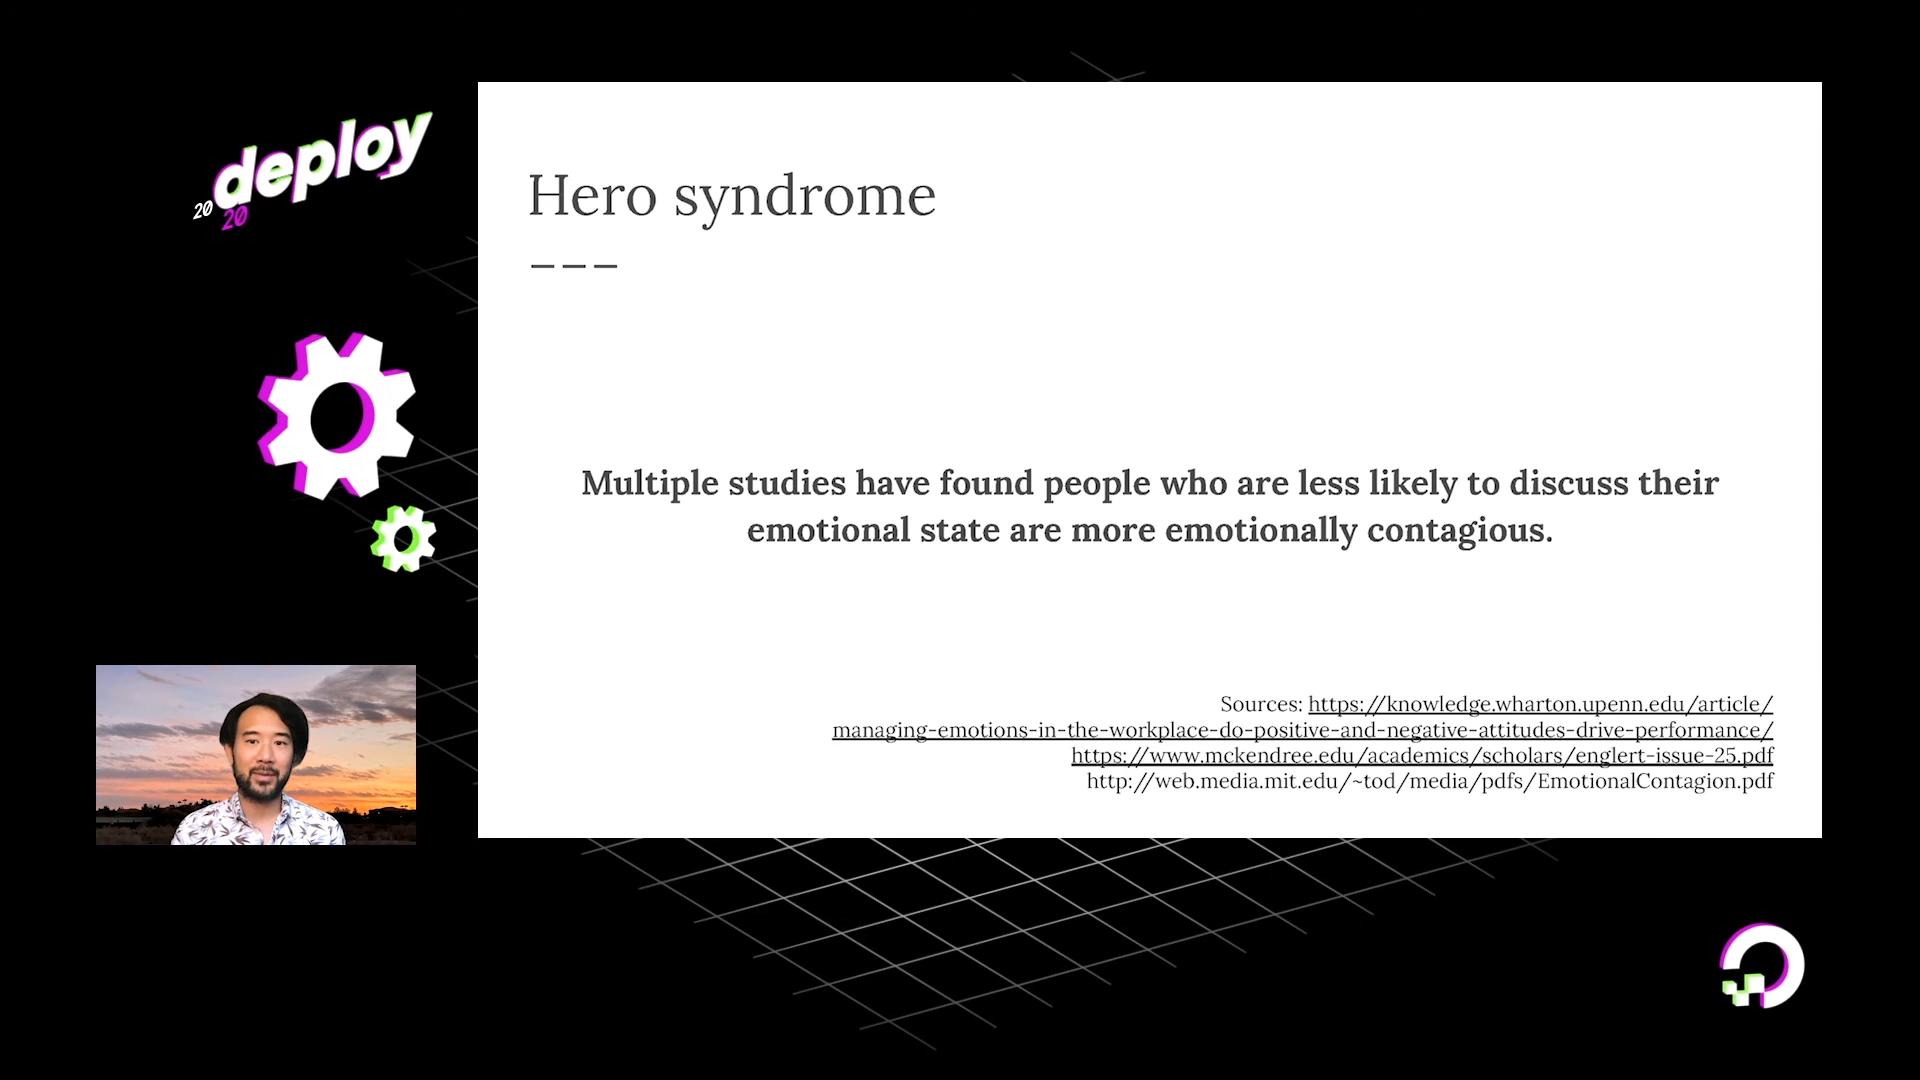 deploy
20
20
Hero syndrome
---
Multiple studies have found people who are less likely to discuss their
emotional state are more emotionally contagious.
Sources: https://knowledge.wharton.upenn.edu/article/
managing-emotions-in-the-workplace-do-positive-and-negative-attitudes-drive-performance/
https://www.mckendree.edu/academics/scholars/englert-issue-25.pdf
http://web.media.mit.edu/~tod/media/pdfs/EmotionalContagion.pdf